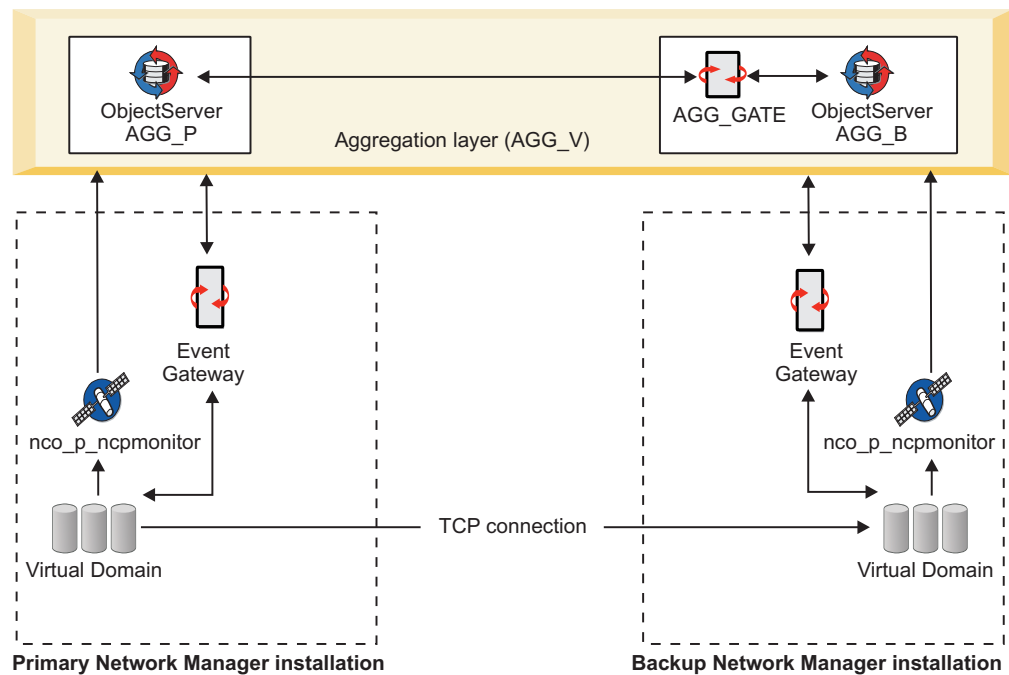 ObjectServer
AGG_P
Aggregation layer (AGG_V)
AGG_GATE
ObjectServer
AGG_B
Event
Gateway
nco_p_ncpmonitor
Virtual Domain
TCP connection
Event
Gateway
nco_p_ncpmonitor
Virtual Domain
Primary Network Manager installation
Backup Network Manager installation